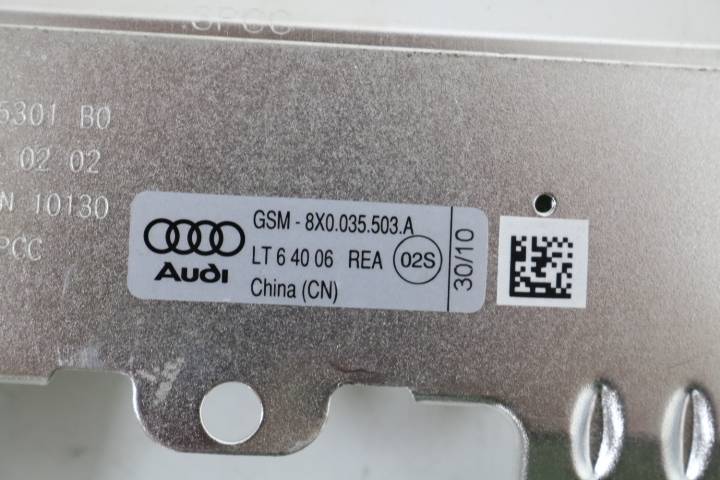 .SPCC
5301 B0
02 02
N 10130
PCC
GSM - 8X0.035.503.A
LT 6 40 06 REA 02S
China (CN)
Audi
30/10